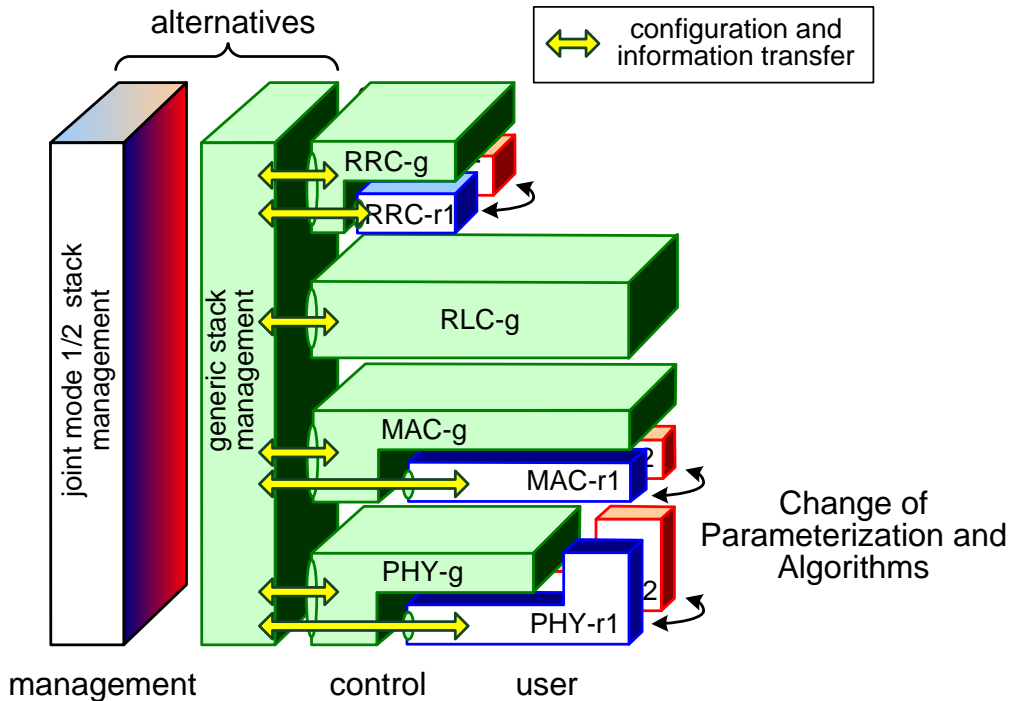 alternatives
configuration and
information transfer
joint mode 1/2 stack
management
generic stack
management
RRC-g
RRC-r1
RLC-g
MAC-g
2
MAC-r1
PHY-g
2
PHY-r1
Change of
Parameterization and
Algorithms
management
control
user